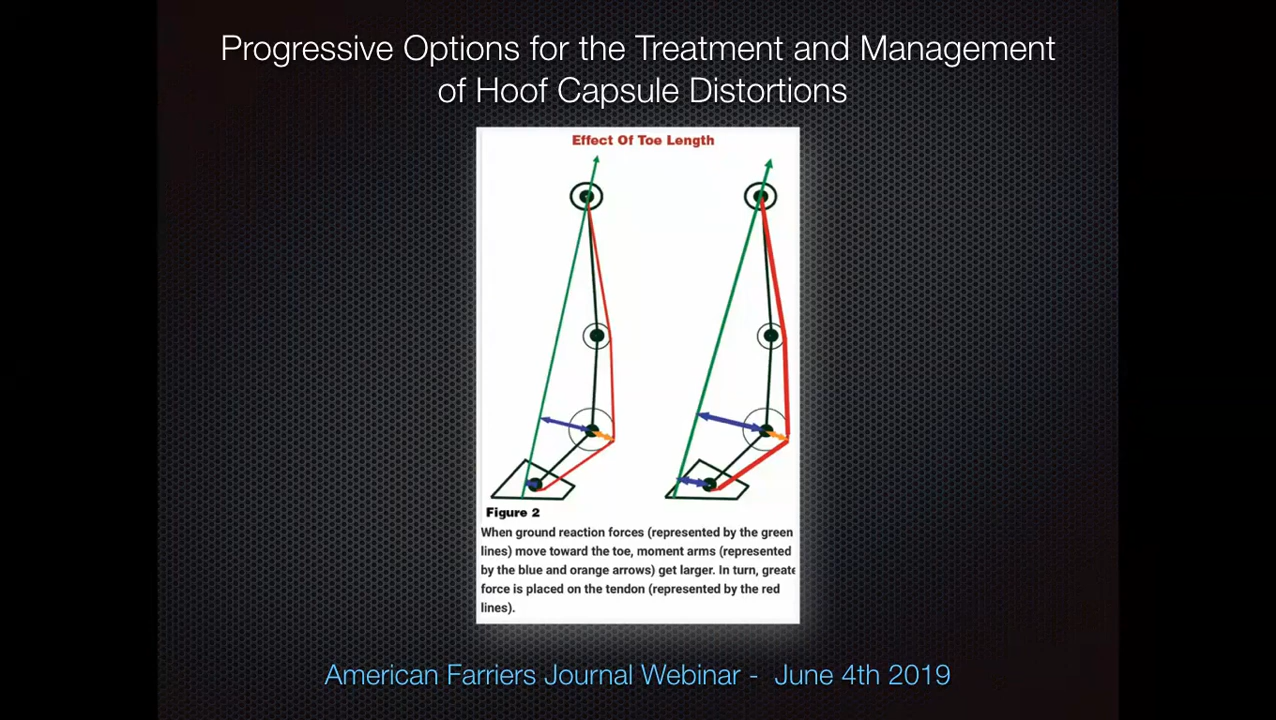 Progressive Options for the Treatment and Management
of Hoof Capsule Distortions
Effect Of Toe Length
Figure 2
When ground reaction forces (represented by the green
lines) move toward the toe, moment arms (represented
by the blue and orange arrows) get larger. In turn, greate
force is placed on the tendon (represented by the red
lines).
American Farriers Journal Webinar - June 4th 2019